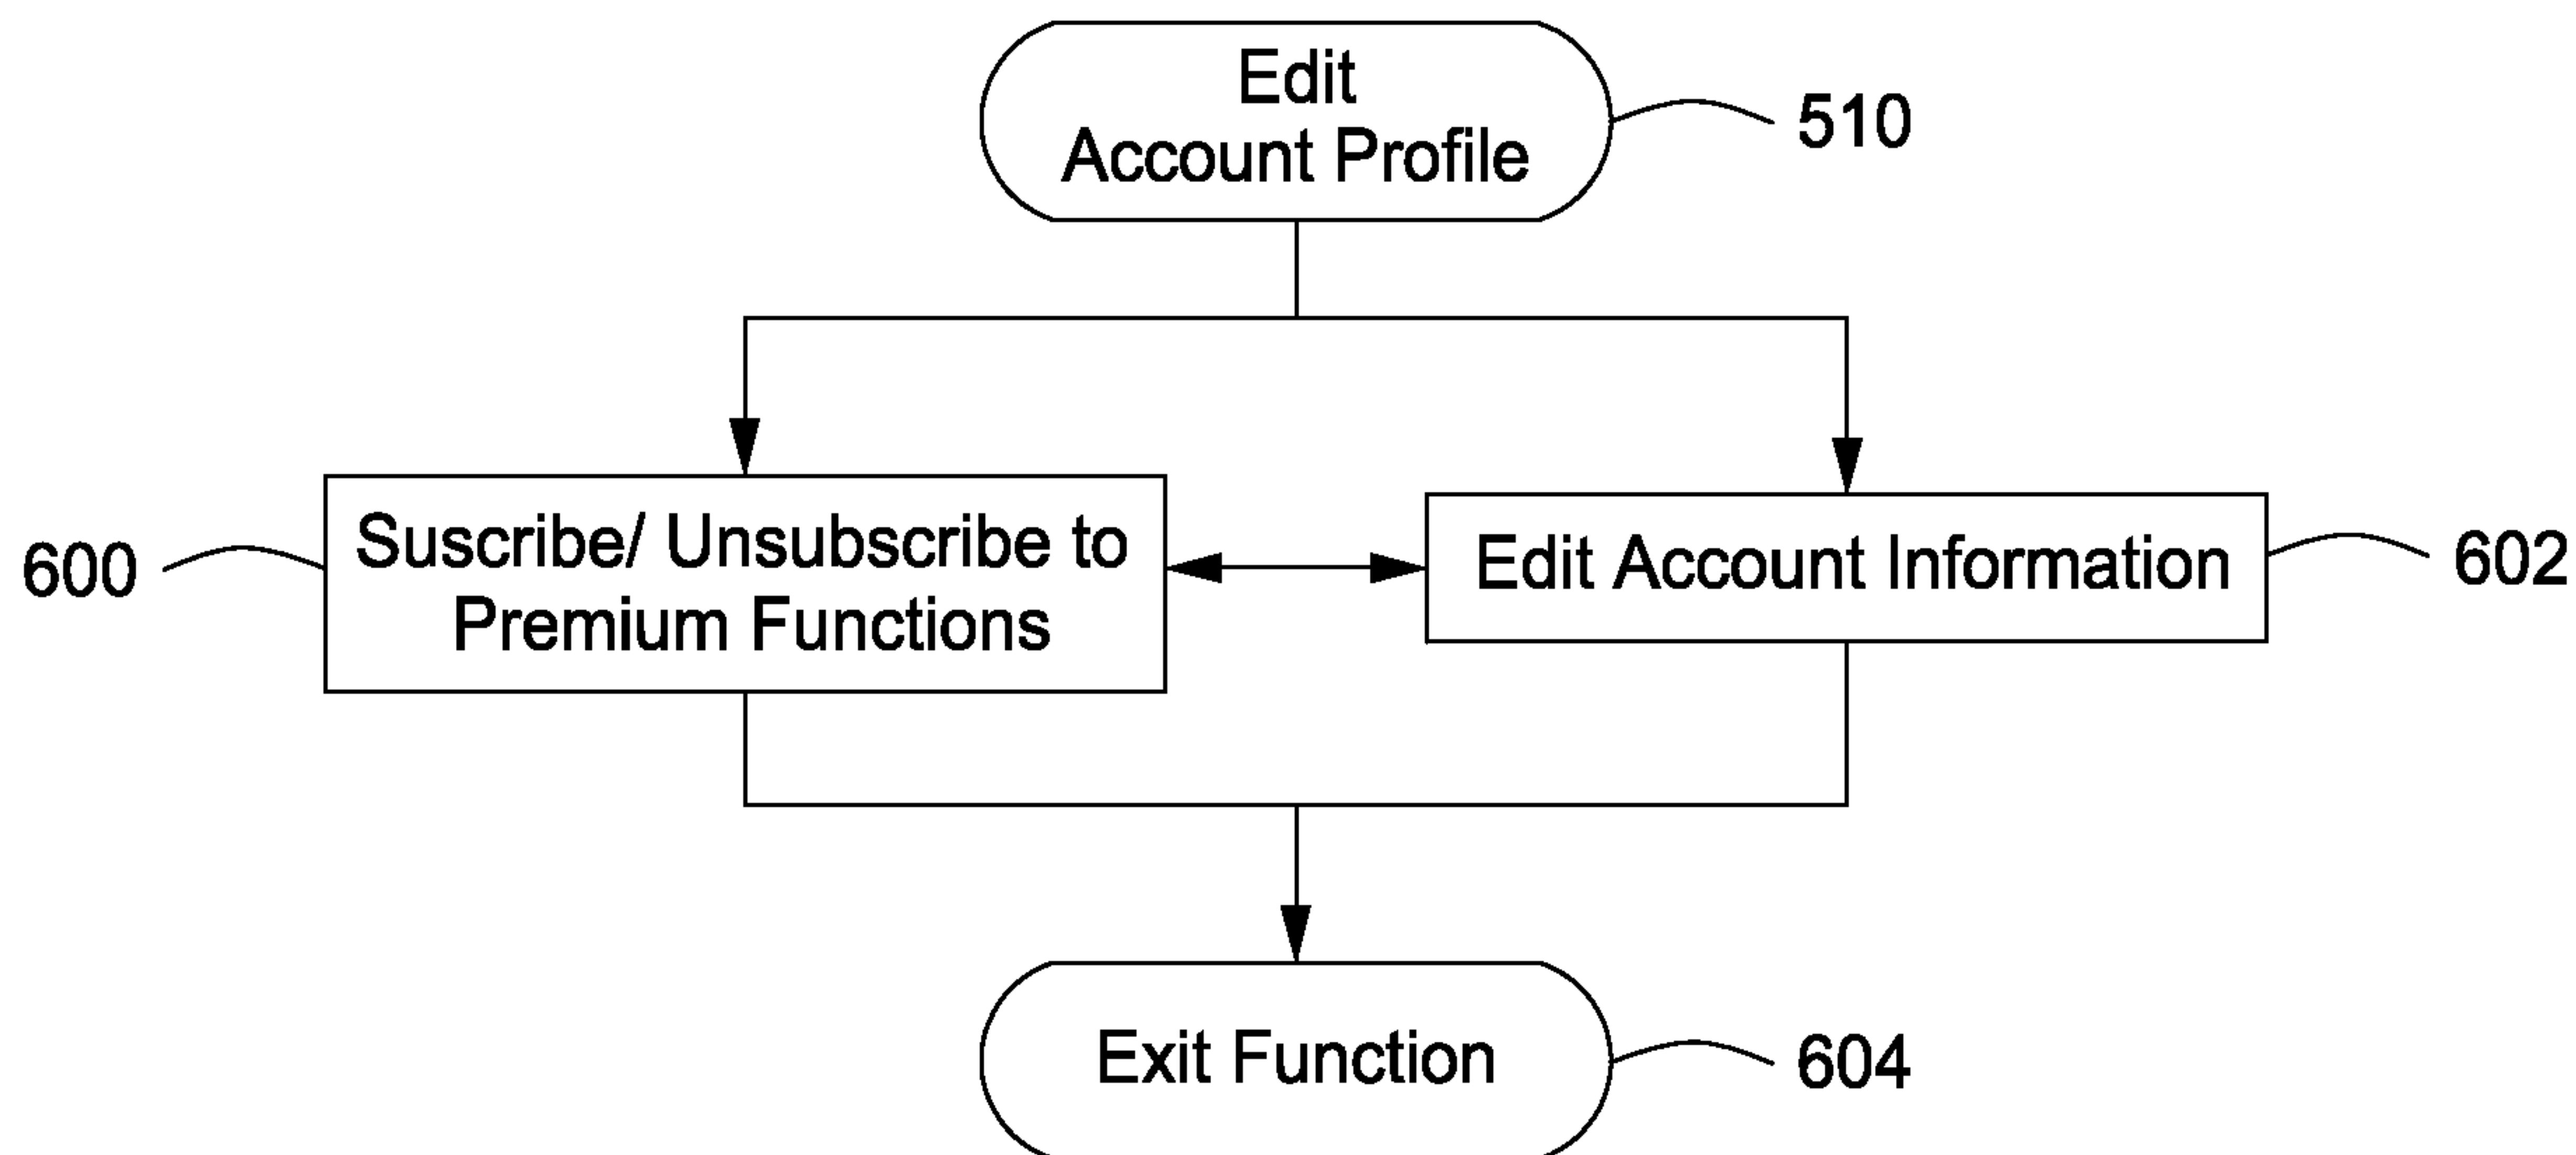 Edit
Account Profile
510
600
Suscribe/ Unsubscribe to
Premium Functions
Edit Account Information
602
Exit Function
604